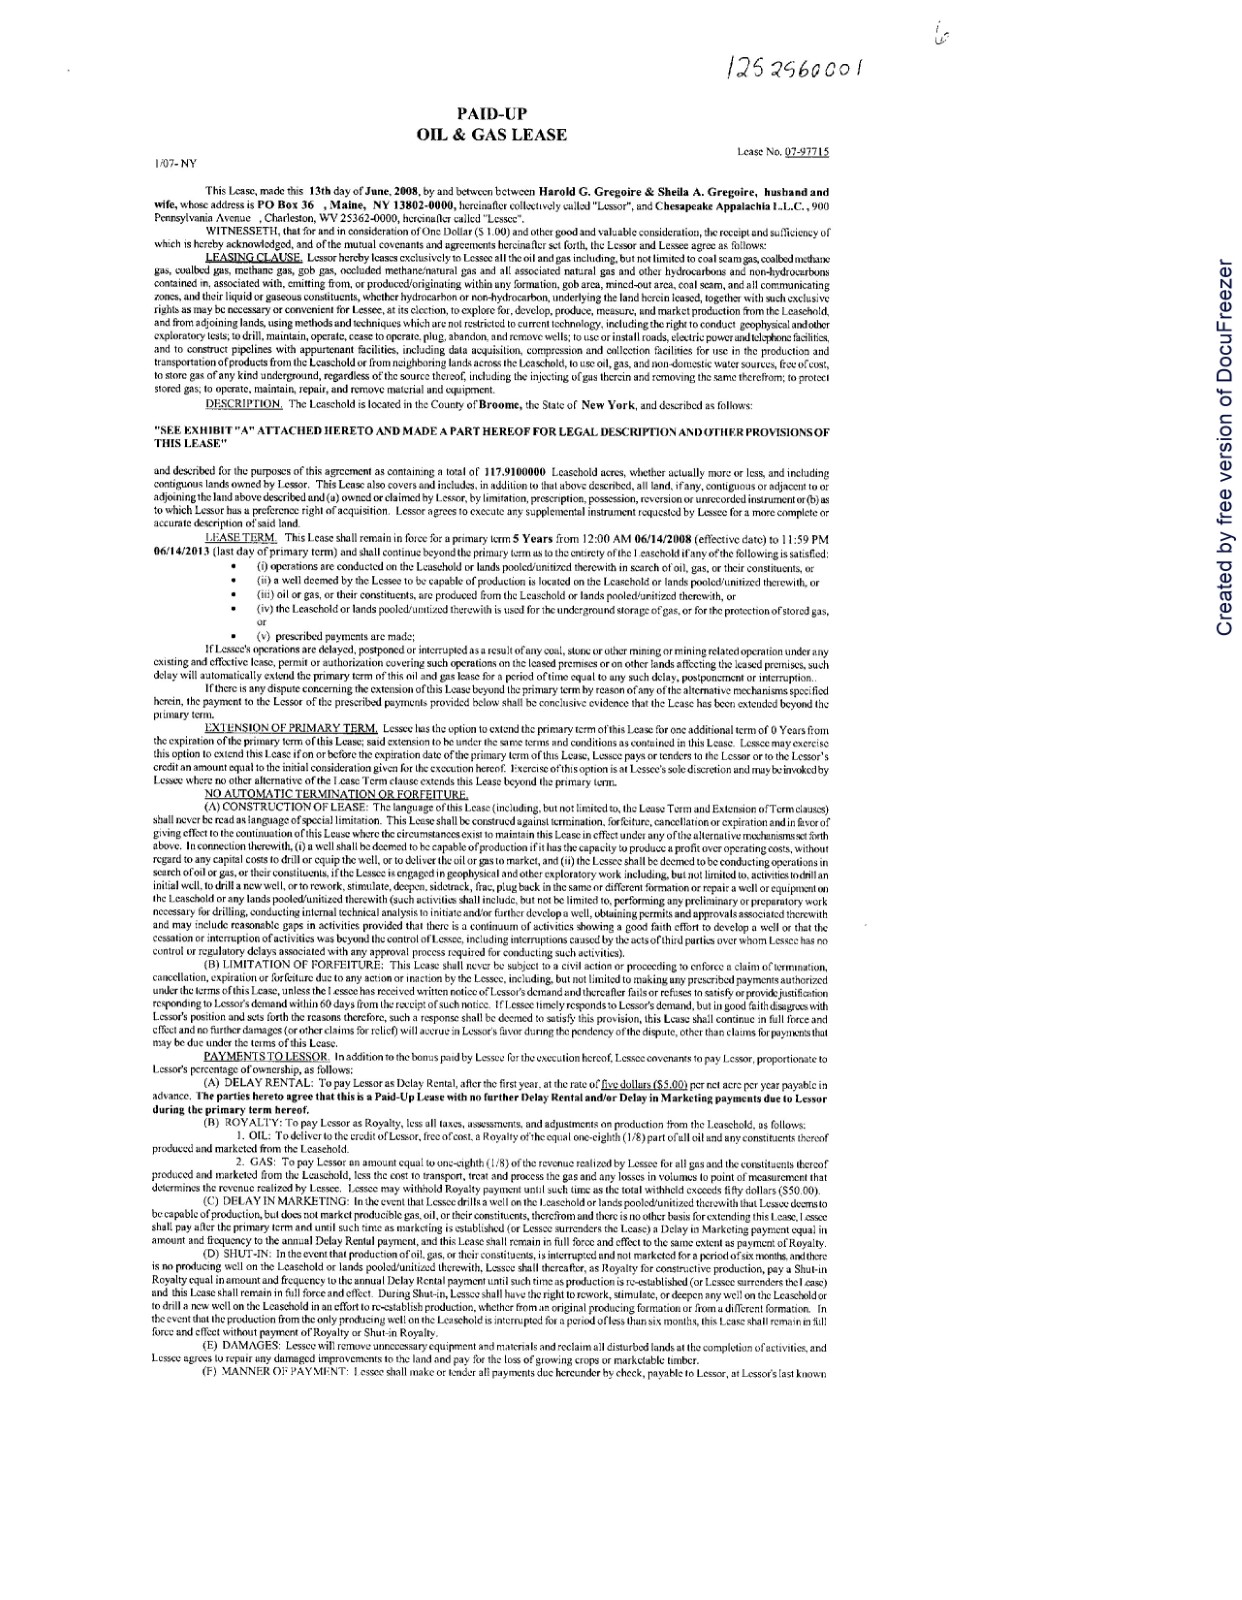 1252560001
PAID-UP
OIL & GAS LEASE
Lease No. 07-97715
1/07- NY
This Lease, made this 13th day of June, 2008, by and between between Harold G. Gregoire & Sheila A. Gregoire, husband and
wife, whose address is PO Box 36 , Maine, NY 13802-0000, hereinafter collectively called "Lessor", and Chesapeake Appalachia L.L.C. , 900
Pennsylvania Avenue , Charleston, WV 25362-0000, hereinafter called "Lessee".
WITNESSETH, that for and in consideration of One Dollar ($ 1.00) and other good and valuable consideration, the receipt and sufficiency of
which is hereby acknowledged, and of the mutual covenants and agreements hereinafter set forth, the Lessor and Lessee agree as follows:
LEASING CLAUSE. Lessor hereby leases exclusively to Lessee all the oil and gas including, but not limited to coal seam gas, coalbed methane
gas, coalbed gas, methane gas, gob gas, occluded methane/natural gas and all associated natural gas and other hydrocarbons and non-hydrocarbons
contained in, associated with, emitting from, or produced/originating within any formation, gob area, mined-out area, coal seam, and all communicating
zones, and their liquid or gaseous constituents, whether hydrocarbon or non-hydrocarbon, underlying the land herein leased, together with such exclusive
rights as may be necessary or convenient for Lessee, at its election, to explore for, develop, produce, measure, and market production from the Leasehold,
and from adjoining lands, using methods and techniques which are not restricted to current technology, including the right to conduct geophysical and other
exploratory tests; to drill, maintain, operate, cease to operate, plug, abandon, and remove wells; to use or install roads, electric power and telephone facilities,
and to construct pipelines with appurtenant facilities, including data acquisition, compression and collection facilities for use in the production and
transportation of products from the Leasehold or from neighboring lands across the Leasehold, to use oil, gas, and non-domestic water sources, free of cost,
to store gas of any kind underground, regardless of the source thereof, including the injecting of gas therein and removing the same therefrom; to protect
stored gas; to operate, maintain, repair, and remove material and equipment.
DESCRIPTION. The Leasehold is located in the County of Broome, the State of New York, and described as follows:
"SEE EXHIBIT "A" ATTACHED HERETO AND MADE A PART HEREOF FOR LEGAL DESCRIPTION AND OTHER PROVISIONS OF
THIS LEASE"
and described for the purposes of this agreement as containing a total of 117.9100000 Leasehold acres, whether actually more or less, and including
contiguous lands owned by Lessor. This Lease also covers and includes, in addition to that above described, all land, if any, contiguous or adjacent to or
adjoining the land above described and (a) owned or claimed by Lessor, by limitation, prescription, possession, reversion or unrecorded instrument or (b) as
to which Lessor has a preference right of acquisition. Lessor agrees to execute any supplemental instrument requested by Lessee for a more complete or
accurate description of said land.
LEASE TERM. This Lease shall remain in force for a primary term 5 Years from 12:00 AM 06/14/2008 (effective date) to 11:59 PM
06/14/2013 (last day of primary term) and shall continue beyond the primary term as to the entirety of the Leasehold if any of the following is satisfied:
• (i) operations are conducted on the Leasehold or lands pooled/unitized therewith in search of oil, gas, or their constituents, or
• (ii) a well deemed by the Lessee to be capable of production is located on the Leasehold or lands pooled/unitized therewith, or
• (iii) oil or gas, or their constituents, are produced from the Leasehold or lands pooled/unitized therewith, or
• (iv) the Leasehold or lands pooled/unitized therewith is used for the underground storage of gas, or for the protection of stored gas,
or
• (v) prescribed payments are made;
If Lessee's operations are delayed, postponed or interrupted as a result of any coal, stone or other mining or mining related operation under any
existing and effective lease, permit or authorization covering such operations on the leased premises or on other lands affecting the leased premises, such
delay will automatically extend the primary term of this oil and gas lease for a period of time equal to any such delay, postponement or interruption..
If there is any dispute concerning the extension of this Lease beyond the primary term by reason of any of the alternative mechanisms specified
herein, the payment to the Lessor of the prescribed payments provided below shall be conclusive evidence that the Lease has been extended beyond the
primary term.
EXTENSION OF PRIMARY TERM. Lessee has the option to extend the primary term of this Lease for one additional term of 0 Years from
the expiration of the primary term of this Lease; said extension to be under the same terms and conditions as contained in this Lease. Lessee may exercise
this option to extend this Lease if on or before the expiration date of the primary term of this Lease, Lessee pays or tenders to the Lessor or to the Lessor's
credit an amount equal to the initial consideration given for the execution hereof. Exercise of this option is at Lessee's sole discretion and may be invoked by
Lessee where no other alternative of the Lease Term clause extends this Lease beyond the primary term.
NO AUTOMATIC TERMINATION OR FORFEITURE.
(A) CONSTRUCTION OF LEASE: The language of this Lease (including, but not limited to, the Lease Term and Extension of Term clauses)
shall never be read as language of special limitation. This Lease shall be construed against termination, forfeiture, cancellation or expiration and in favor of
giving effect to the continuation of this Lease where the circumstances exist to maintain this Lease in effect under any of the alternative mechanisms set forth
above. In connection therewith, (i) a well shall be deemed to be capable of production if it has the capacity to produce a profit over operating costs, without
regard to any capital costs to drill or equip the well, or to deliver the oil or gas to market, and (ii) the Lessee shall be deemed to be conducting operations in
search of oil or gas, or their constituents, if the Lessee is engaged in geophysical and other exploratory work including, but not limited to, activities to drill an
initial well, to drill a new well, or to rework, stimulate, deepen, sidetrack, frac, plug back in the same or different formation or repair a well or equipment on
the Leasehold or any lands pooled/unitized therewith (such activities shall include, but not be limited to, performing any preliminary or preparatory work
necessary for drilling, conducting internal technical analysis to initiate and/or further develop a well, obtaining permits and approvals associated therewith
and may include reasonable gaps in activities provided that there is a continuum of activities showing a good faith effort to develop a well or that the
cessation or interruption of activities was beyond the control of Lessee, including interruptions caused by the acts of third parties over whom Lessee has no
control or regulatory delays associated with any approval process required for conducting such activities).
(B) LIMITATION OF FORFEITURE: This Lease shall never be subject to a civil action or proceeding to enforce a claim of termination,
cancellation, expiration or forfeiture due to any action or inaction by the Lessee, including, but not limited to making any prescribed payments authorized
under the terms of this Lease, unless the Lessee has received written notice of Lessor's demand and thereafter fails or refuses to satisfy or provide justification
responding to Lessor's demand within 60 days from the receipt of such notice. If Lessee timely responds to Lessor's demand, but in good faith disagrees with
Lessor's position and sets forth the reasons therefore, such a response shall be deemed to satisfy this provision, this Lease shall continue in full force and
effect and no further damages (or other claims for relief) will accrue in Lessor's favor during the pendency of the dispute, other than claims for payments that
may be due under the terms of this Lease.
PAYMENTS TO LESSOR. In addition to the bonus paid by Lessee for the execution hereof, Lessee covenants to pay Lessor, proportionate to
Lessor's percentage of ownership, as follows:
(A) DELAY RENTAL: To pay Lessor as Delay Rental, after the first year, at the rate of five dollars ($5.00) per net acre per year payable in
advance. The parties hereto agree that this is a Paid-Up Lease with no further Delay Rental and/or Delay in Marketing payments due to Lessor
during the primary term hereof.
(B) ROYALTY: To pay Lessor as Royalty, less all taxes, assessments, and adjustments on production from the Leasehold, as follows:
1. OIL: To deliver to the credit of Lessor, free of cost, a Royalty of the equal one-eighth (1/8) part of all oil and any constituents thereof
produced and marketed from the Leasehold.
2. GAS: To pay Lessor an amount equal to one-eighth (1/8) of the revenue realized by Lessee for all gas and the constituents thereof
produced and marketed from the Leasehold, less the cost to transport, treat and process the gas and any losses in volumes to point of measurement that
determines the revenue realized by Lessee. Lessee may withhold Royalty payment until such time as the total withheld exceeds fifty dollars ($50.00).
(C) DELAY IN MARKETING: In the event that Lessee drills a well on the Leasehold or lands pooled/unitized therewith that Lessee deems to
be capable of production, but does not market producible gas, oil, or their constituents, therefrom and there is no other basis for extending this Lease, Lessee
shall pay after the primary term and until such time as marketing is established (or Lessee surrenders the Lease) a Delay in Marketing payment equal in
amount and frequency to the annual Delay Rental payment, and this Lease shall remain in full force and effect to the same extent as payment of Royalty.
(D) SHUT-IN: In the event that production of oil, gas, or their constituents, is interrupted and not marketed for a period of six months, and there
is no producing well on the Leasehold or lands pooled/unitized therewith, Lessee shall thereafter, as Royalty for constructive production, pay a Shut-in
Royalty equal in amount and frequency to the annual Delay Rental payment until such time as production is re-established (or Lessee surrenders the Lease)
and this Lease shall remain in full force and effect. During Shut-in, Lessee shall have the right to rework, stimulate, or deepen any well on the Leasehold or
to drill a new well on the Leasehold in an effort to re-establish production, whether from an original producing formation or from a different formation. In
the event that the production from the only producing well on the Leasehold is interrupted for a period of less than six months, this Lease shall remain in full
force and effect without payment of Royalty or Shut-in Royalty.
(E) DAMAGES: Lessee will remove unnecessary equipment and materials and reclaim all disturbed lands at the completion of activities, and
Lessee agrees to repair any damaged improvements to the land and pay for the loss of growing crops or marketable timber.
(F) MANNER OF PAYMENT: Lessee shall make or tender all payments due hereunder by check, payable to Lessor, at Lessor's last known
Created by free version of DocuFreezer